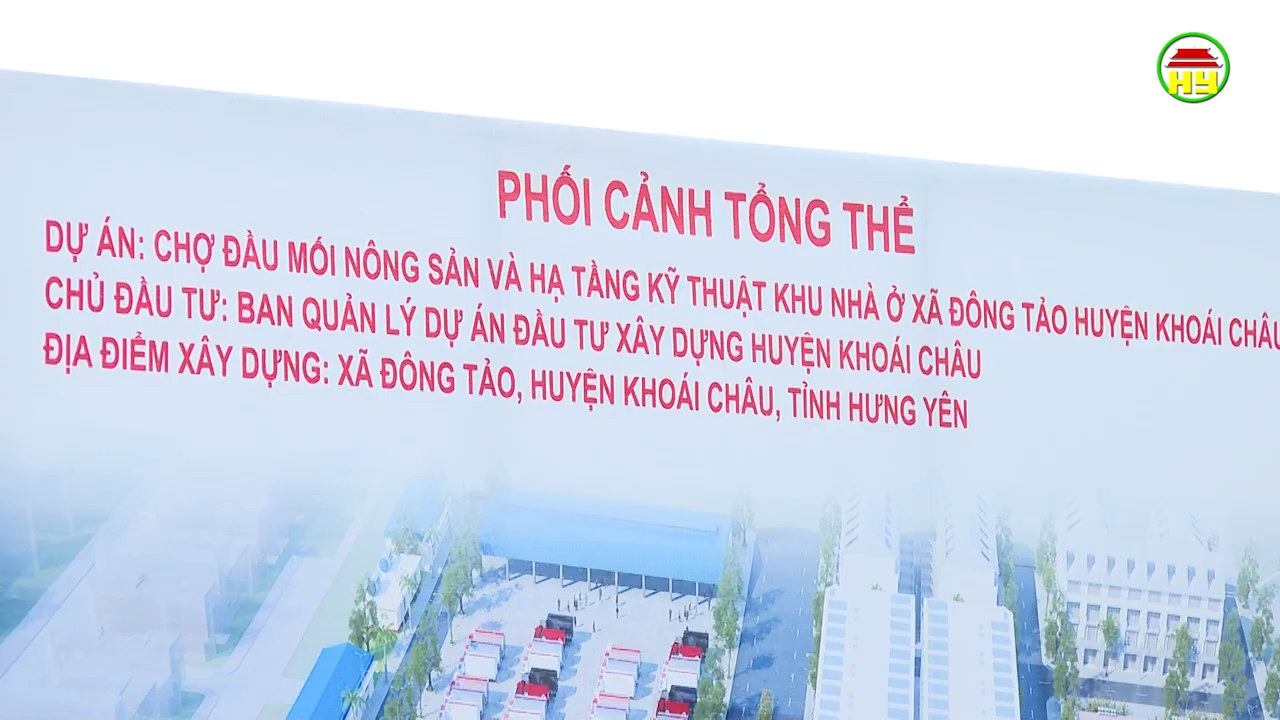 HY
PHỐI CẢNH TỔNG THỂ
DỰ ÁN: CHỢ ĐẦU MỐI NÔNG SẢN VÀ HẠ TẦNG KỸ THUẬT KHU NHÀ Ở XÃ ĐÔNG TẢO HUYỆN KHOÁI CHÂU
CHỦ ĐẦU TƯ: BAN QUẢN LÝ DỰ ÁN ĐẦU TƯ XÂY DỰNG HUYỆN KHOÁI CHÂU
ĐỊA ĐIỂM XÂY DỰNG: XÃ ĐÔNG TẢO, HUYỆN KHOÁI CHÂU, TỈNH HƯNG YÊN